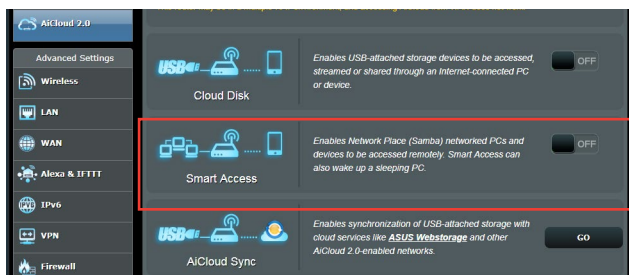 AiCloud 2.0
Advanced Settings
Wireless
LAN
WAN
Alexa & IFTTT
IPv6
VPN
Firewall
USB
Cloud Disk
Enables USB-attached storage devices to be accessed,
streamed or shared through an Internet-connected PC
or device.
OFF
Smart Access
Enables Network Place (Samba) networked PCs and
devices to be accessed remotely. Smart Access can
also wake up a sleeping PC.
OFF
USB
AiCloud Sync
Enables synchronization of USB-attached storage with
cloud services like ASUS Webstorage and other
AiCloud 2.0-enabled networks.
GO